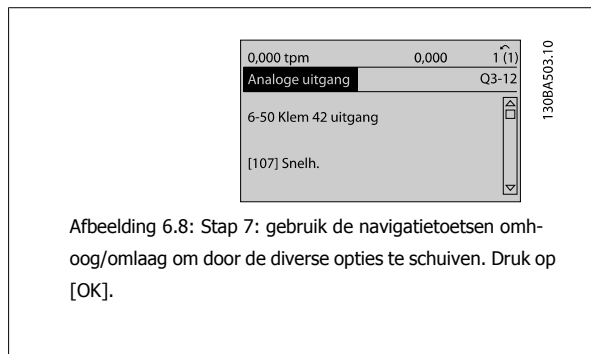 0,000 tpm 0,000 1 (1)
Analoge uitgang Q3-12
6-50 Klem 42 uitgang
[107] Snelh.
130BA503.10
Afbeelding 6.8: Stap 7: gebruik de navigatietoetsen omh-
oog/omlaag om door de diverse opties te schuiven. Druk op
[OK].